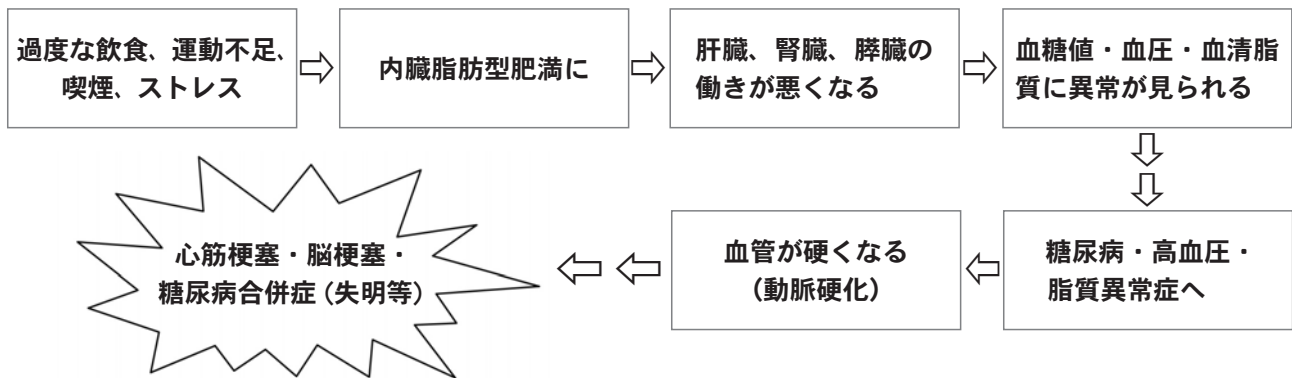 過度な飲食、運動不足、
喫煙、ストレス
内臓脂肪型肥満に
肝臓、腎臓、膵臓の
働きが悪くなる
血糖値・血圧・血清脂
質に異常が見られる
糖尿病・高血圧・
脂質異常症へ
血管が硬くなる
（動脈硬化）
心筋梗塞・脳梗塞・
糖尿病合併症（失明等）